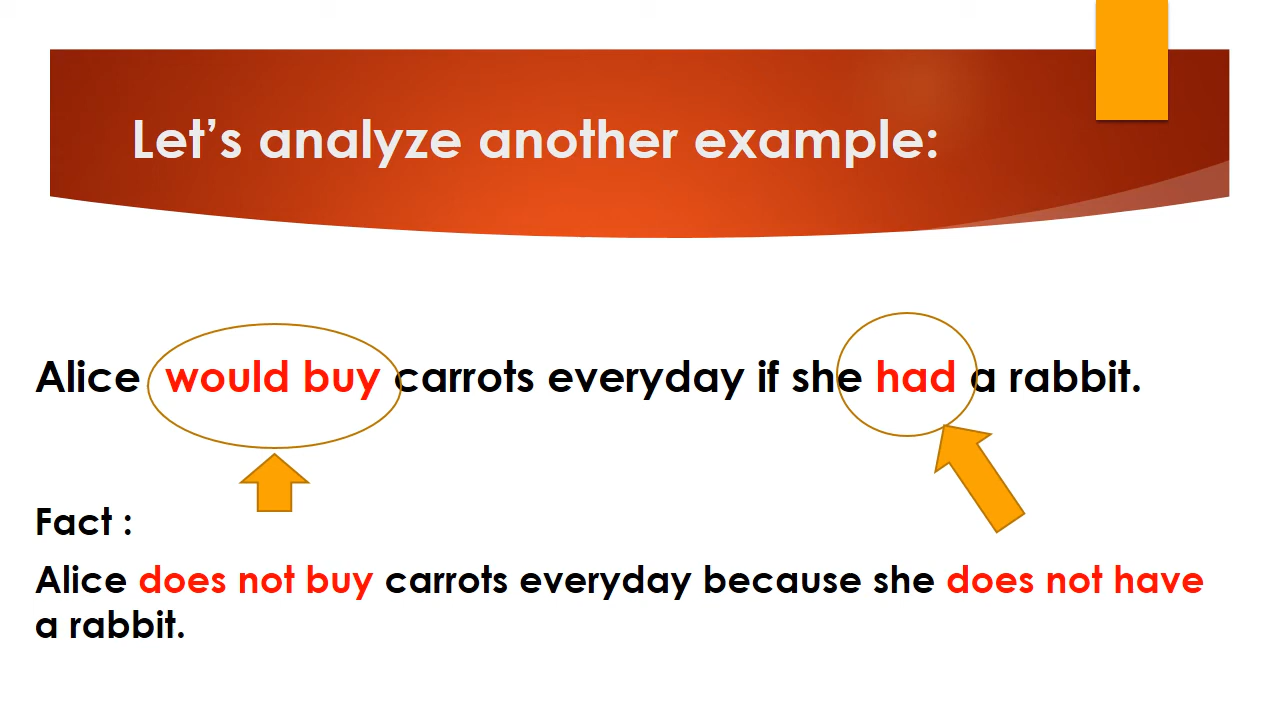 Let's analyze another example:
Alice would buy carrots everyday if she had a rabbit.
Fact :
Alice does not buy carrots everyday because she does not have
a rabbit.